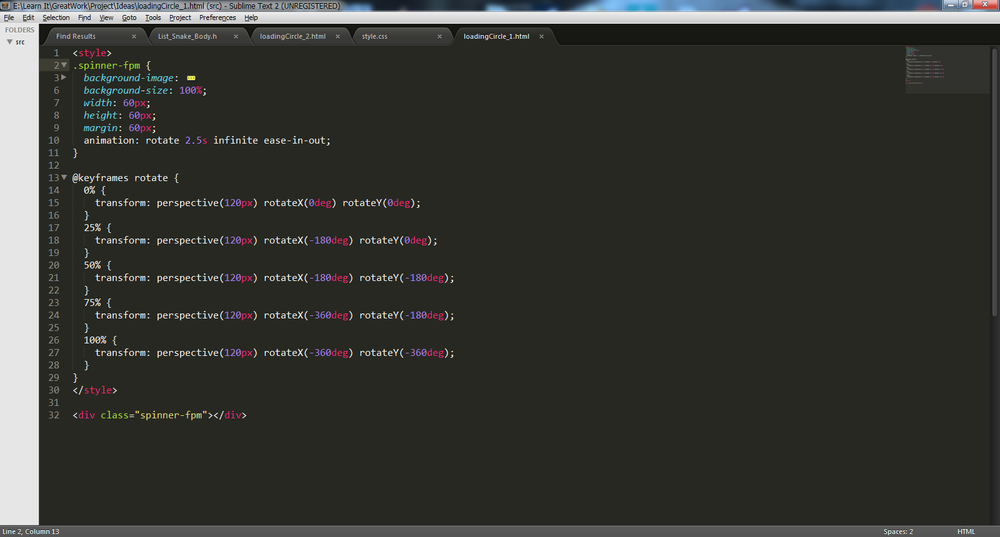 E:\Learn It\GreatWork\Project\Ideas\loadingCircle_1.html (src) - Sublime Text 2 (UNREGISTERED)
File Edit Selection Find View Goto Tools Project Preferences Help
FOLDERS
src
Find Results × List_Snake_Body.h × loadingCircle_2.html × style.css × loadingCircle_1.html ×
1 <style>
2 .spinner-fpm {
3 background-image:
6 background-size: 100%;
7 width: 60px;
8 height: 60px;
9 margin: 60px;
10 animation: rotate 2.5s infinite ease-in-out;
11 }
12
13 @keyframes rotate {
14 0% {
15 transform: perspective(120px) rotateX(0deg) rotateY(0deg);
16 }
17 25% {
18 transform: perspective(120px) rotateX(-180deg) rotateY(0deg);
19 }
20 50% {
21 transform: perspective(120px) rotateX(-180deg) rotateY(-180deg);
22 }
23 75% {
24 transform: perspective(120px) rotateX(-360deg) rotateY(-180deg);
25 }
26 100% {
27 transform: perspective(120px) rotateX(-360deg) rotateY(-360deg);
28 }
29 }
30 </style>
31
32 <div class="spinner-fpm"></div>
Line 2, Column 13
Spaces: 2
HTML